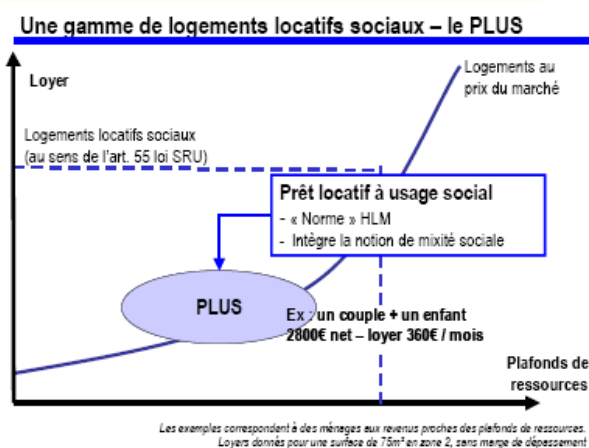 Une gamme de logements locatifs sociaux – le PLUS
Loyer
Logements au
prix du marché
Logements locatifs sociaux
(au sens de l'art. 55 loi SRU)
Prêt locatif à usage social
- « Norme » HLM
- Intègre la notion de mixité sociale
PLUS
Ex : un couple + un enfant
2800€ net – loyer 360€ / mois
Plafonds de
ressources
Les exemples correspondent à des ménages aux revenus proches des plafonds de ressources.
Loyers donnés pour une surface de 75m² en zone 2, sans marge de dépassement